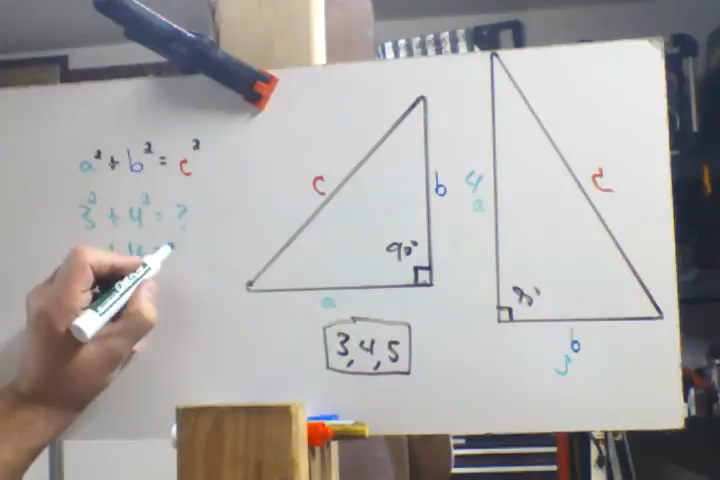 a² + b² = c²
3² + 4² = ?
c
b
90°
a
3, 4, 5
4
a
c
90°
b
3